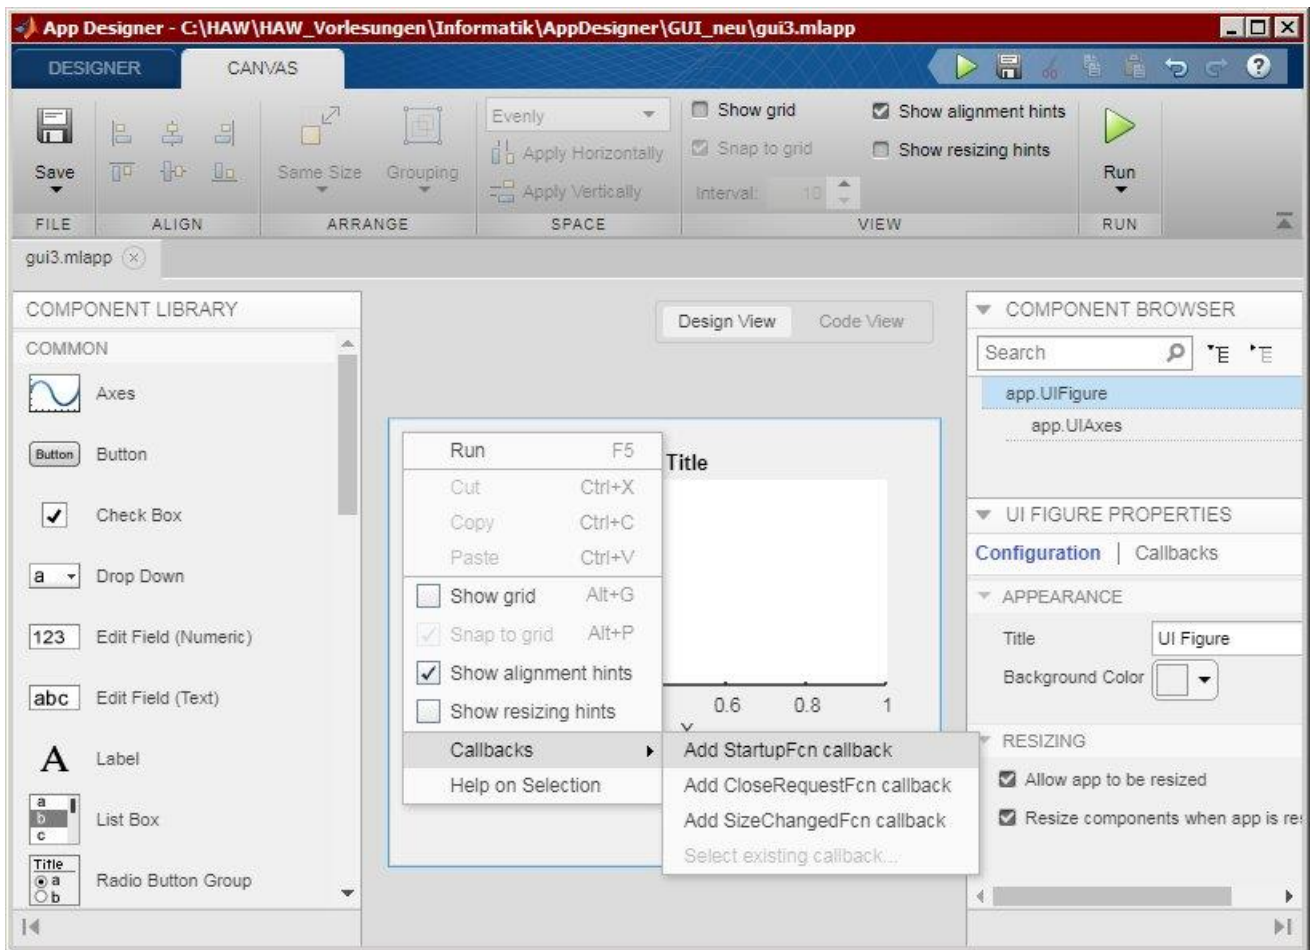 App Designer - C:\HAW\HAW_Vorlesungen\Informatik\AppDesigner\GUI_neu\gui3.mlapp
DESIGNER CANVAS
Save
Same Size Grouping
Evenly
Apply Horizontally
Apply Vertically
Show grid Show alignment hints
Snap to grid Show resizing hints
Interval: 10
Run
FILE ALIGN ARRANGE SPACE VIEW RUN
gui3.mlapp
COMPONENT LIBRARY
COMMON
Axes
Button Button
Check Box
a Drop Down
123 Edit Field (Numeric)
abc Edit Field (Text)
A Label
a
b List Box
c
Title
a Radio Button Group
b
Design View Code View
Title
0.6 0.8 1
Run F5
Cut Ctrl+X
Copy Ctrl+C
Paste Ctrl+V
Show grid Alt+G
Snap to grid Alt+P
Show alignment hints
Show resizing hints
Callbacks
Help on Selection
Add StartupFcn callback
Add CloseRequestFcn callback
Add SizeChangedFcn callback
Select existing callback...
COMPONENT BROWSER
Search
app.UIFigure
app.UIAxes
UI FIGURE PROPERTIES
Configuration | Callbacks
APPEARANCE
Title UI Figure
Background Color
RESIZING
Allow app to be resized
Resize components when app is re